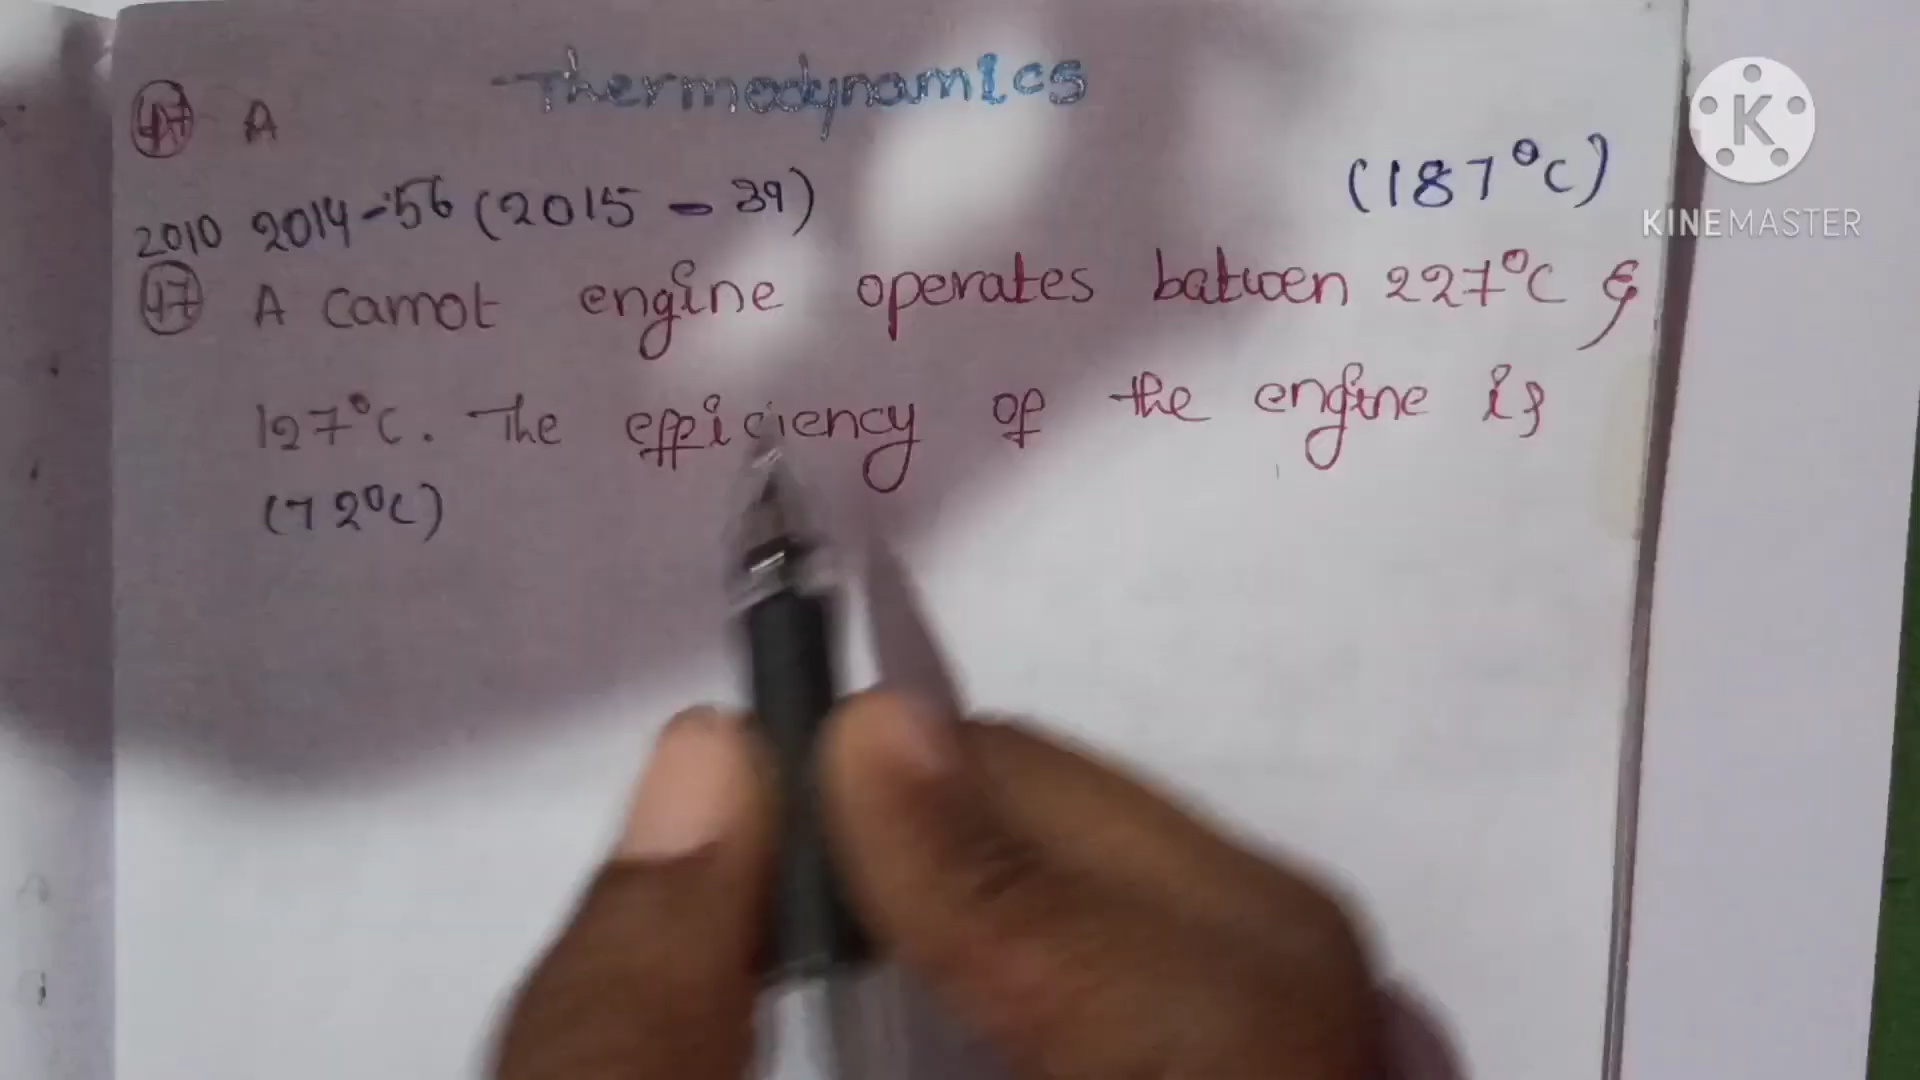 Thermodynamics
47 A
2010 2014-56 (2015 - 39) (187°C)
47 A carnot engine operates batween 227°C &
127°C. The efficiency of the engine is
(72°C)
K
KINEMASTER